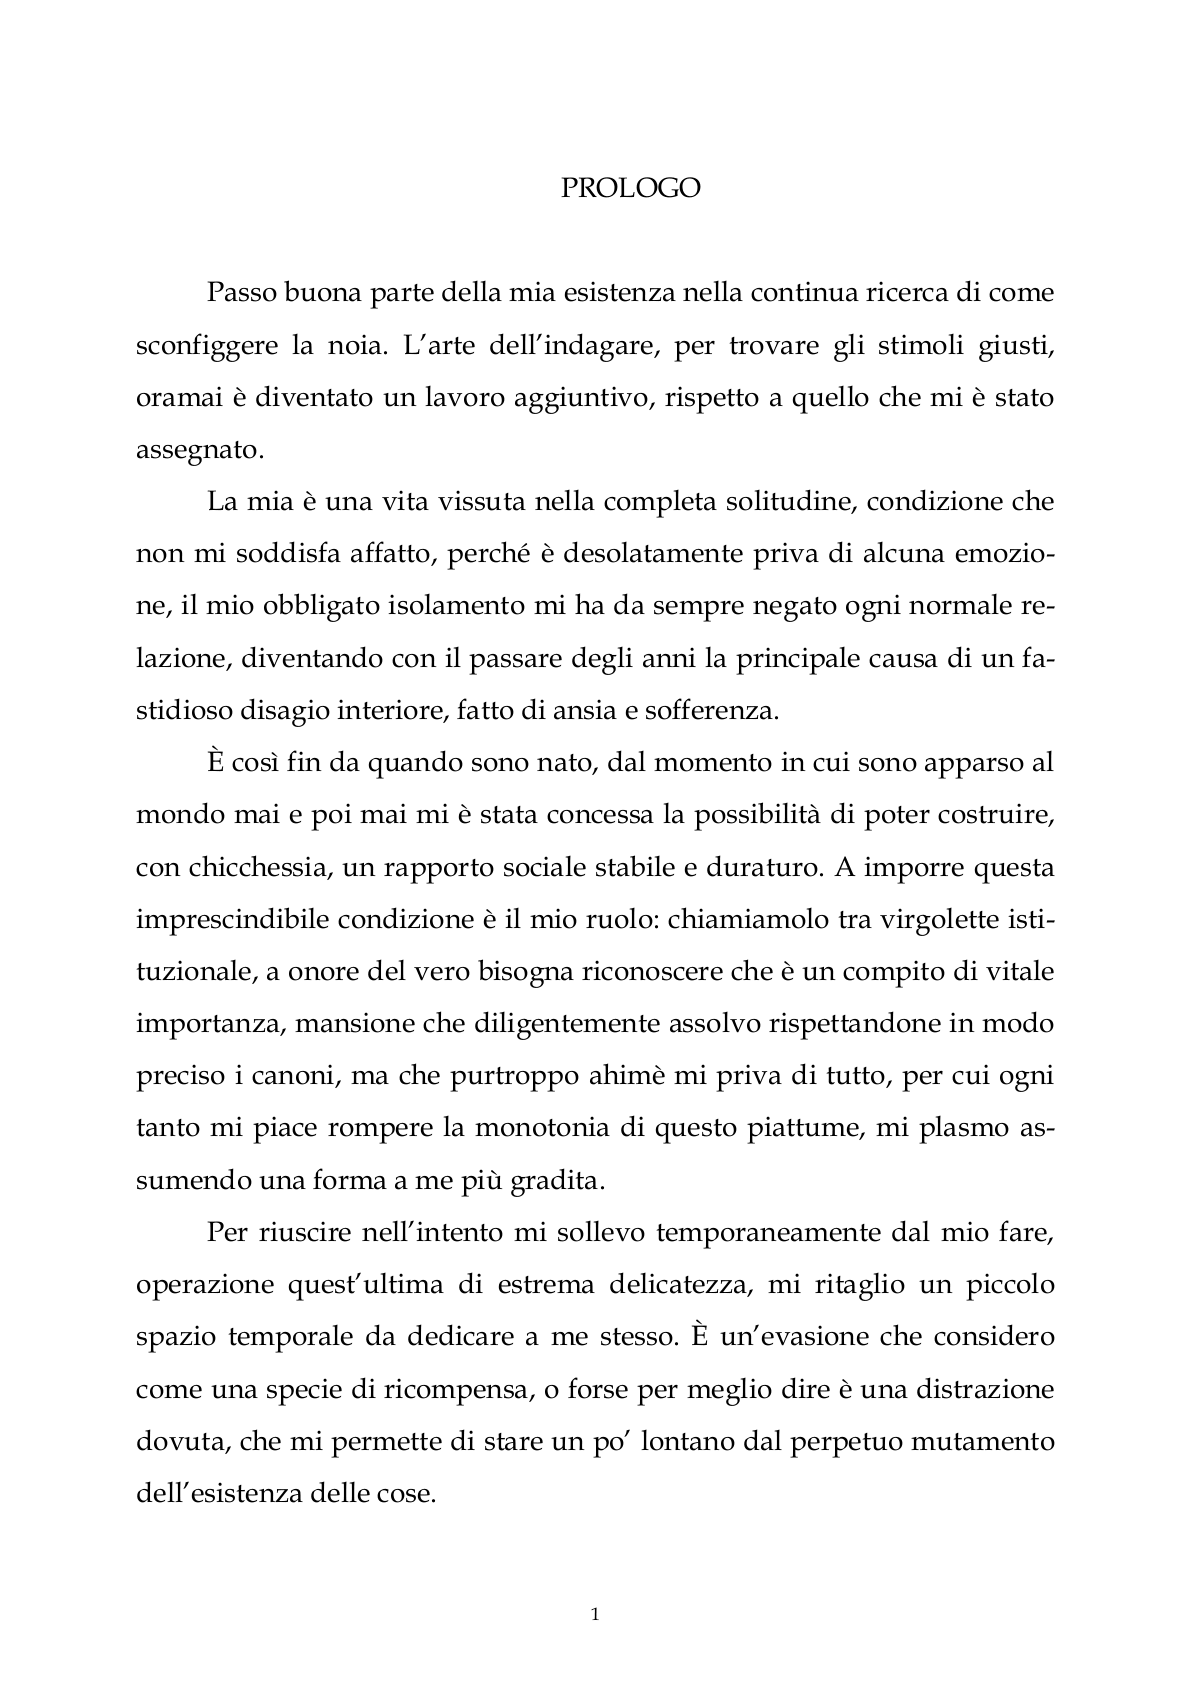 PROLOGO
Passo buona parte della mia esistenza nella continua ricerca di come
sconfiggere la noia. L’arte dell’indagare, per trovare gli stimoli giusti,
oramai è diventato un lavoro aggiuntivo, rispetto a quello che mi è stato
assegnato.
La mia è una vita vissuta nella completa solitudine, condizione che
non mi soddisfa affatto, perché è desolatamente priva di alcuna emozio-
ne, il mio obbligato isolamento mi ha da sempre negato ogni normale re-
lazione, diventando con il passare degli anni la principale causa di un fa-
stidioso disagio interiore, fatto di ansia e sofferenza.
È così fin da quando sono nato, dal momento in cui sono apparso al
mondo mai e poi mai mi è stata concessa la possibilità di poter costruire,
con chicchessia, un rapporto sociale stabile e duraturo. A imporre questa
imprescindibile condizione è il mio ruolo: chiamiamolo tra virgolette isti-
tuzionale, a onore del vero bisogna riconoscere che è un compito di vitale
importanza, mansione che diligentemente assolvo rispettandone in modo
preciso i canoni, ma che purtroppo ahimè mi priva di tutto, per cui ogni
tanto mi piace rompere la monotonia di questo piattume, mi plasmo as-
sumendo una forma a me più gradita.
Per riuscire nell’intento mi sollevo temporaneamente dal mio fare,
operazione quest’ultima di estrema delicatezza, mi ritaglio un piccolo
spazio temporale da dedicare a me stesso. È un’evasione che considero
come una specie di ricompensa, o forse per meglio dire è una distrazione
dovuta, che mi permette di stare un po’ lontano dal perpetuo mutamento
dell’esistenza delle cose.
1